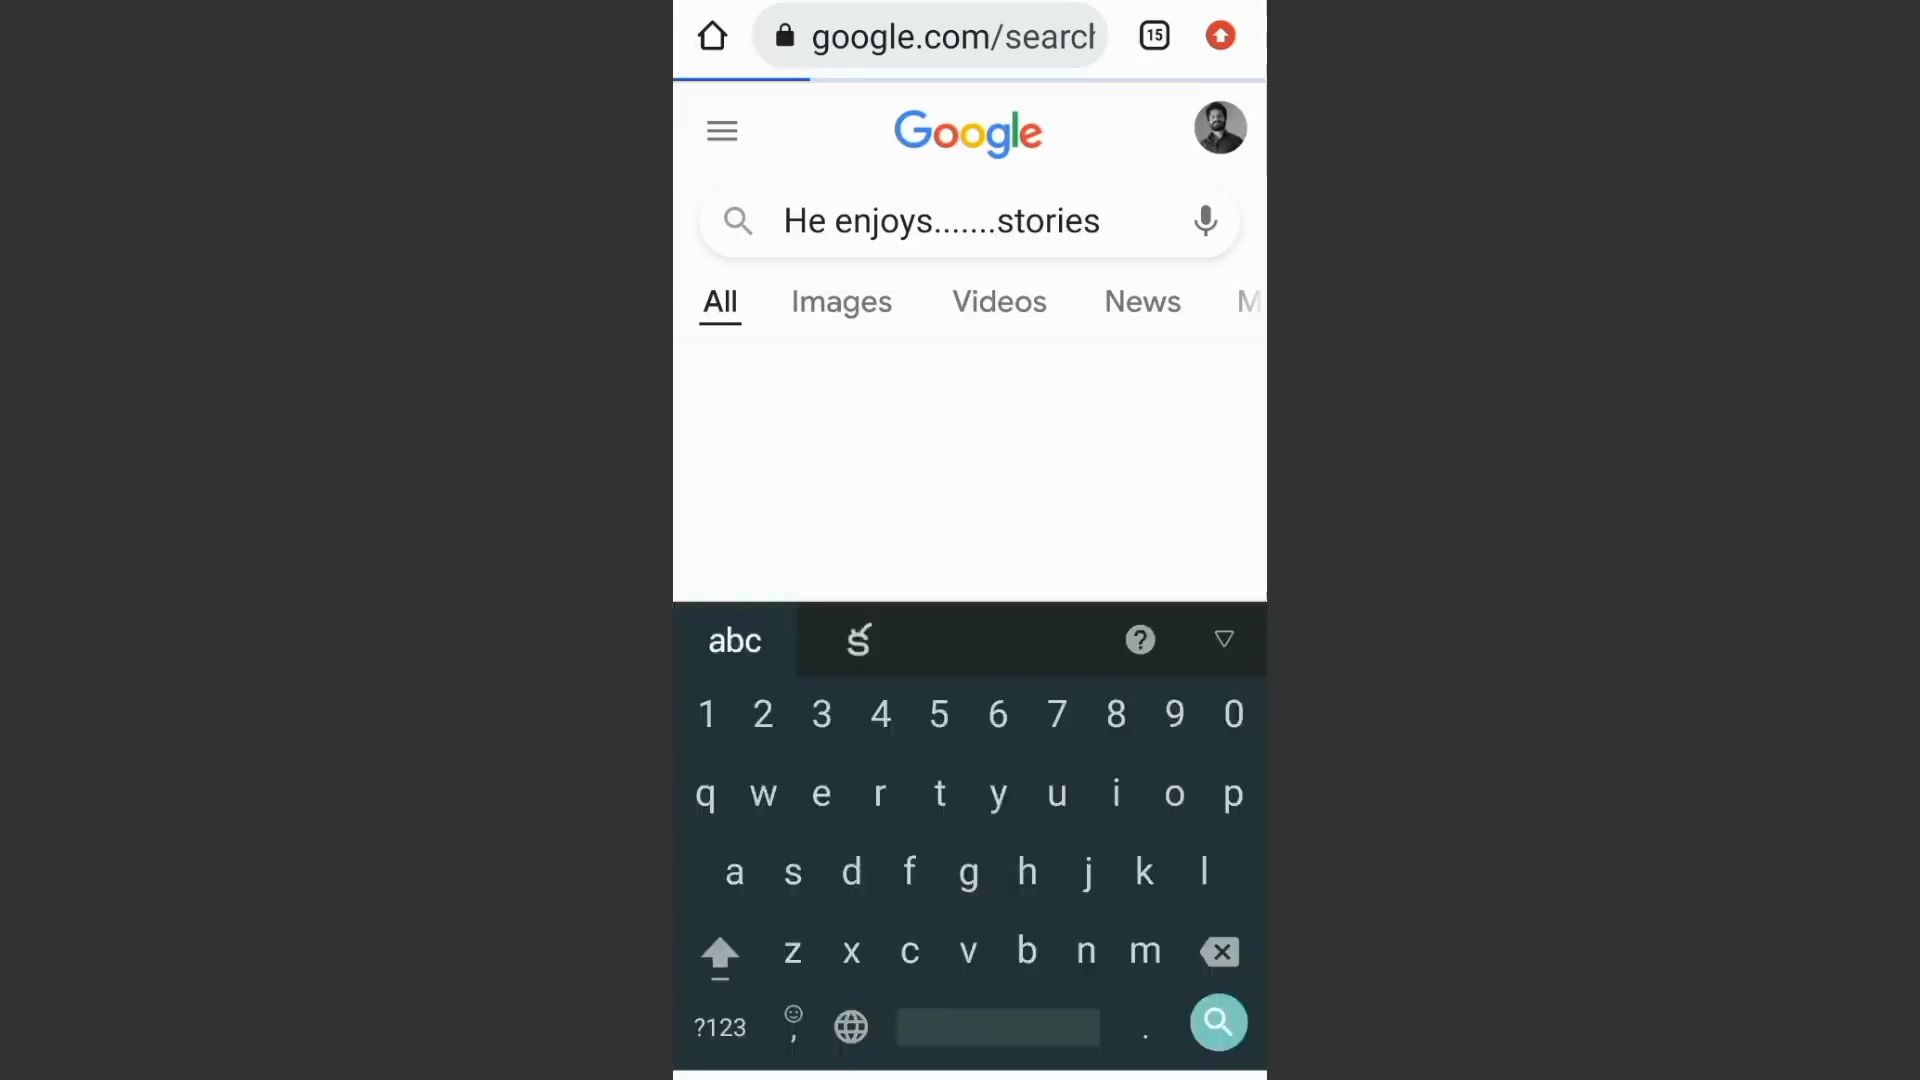 google.com/search
15
Google
He enjoys.......stories
All Images Videos News M
abc క
1 2 3 4 5 6 7 8 9 0
q w e r t y u i o p
a s d f g h j k l
z x c v b n m
?123 , .